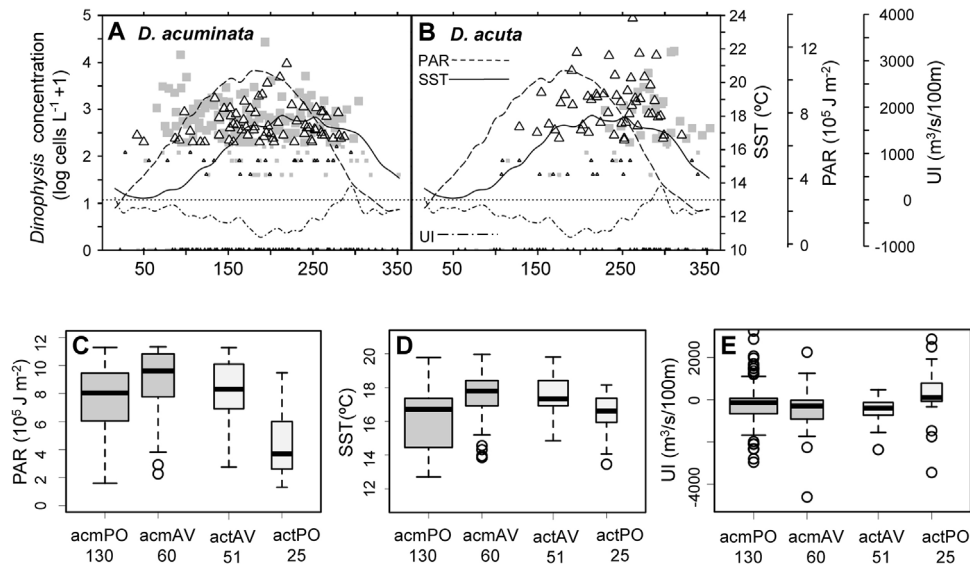 A D. acuminata
B D. acuta
Dinophysis concentration
(log cells L-1 +1)
5
4
3
2
1
0
50 150 250 350
50 150 250 350
PAR
SST
UI
24
22
20
18
16
14
12
10
SST (ºC)
12
8
4
0
PAR (10⁵ J m-2)
4000
3000
2000
1000
0
-1000
UI (m³/s/100m)
C
PAR (10⁵ J m-2)
12
10
8
6
4
2
0
acmPO acmAV actAV actPO
130 60 51 25
D
SST(ºC)
20
18
16
14
12
acmPO acmAV actAV actPO
130 60 51 25
E
UI (m³/s/100m)
2000
0
-4000
acmPO acmAV actAV actPO
130 60 51 25